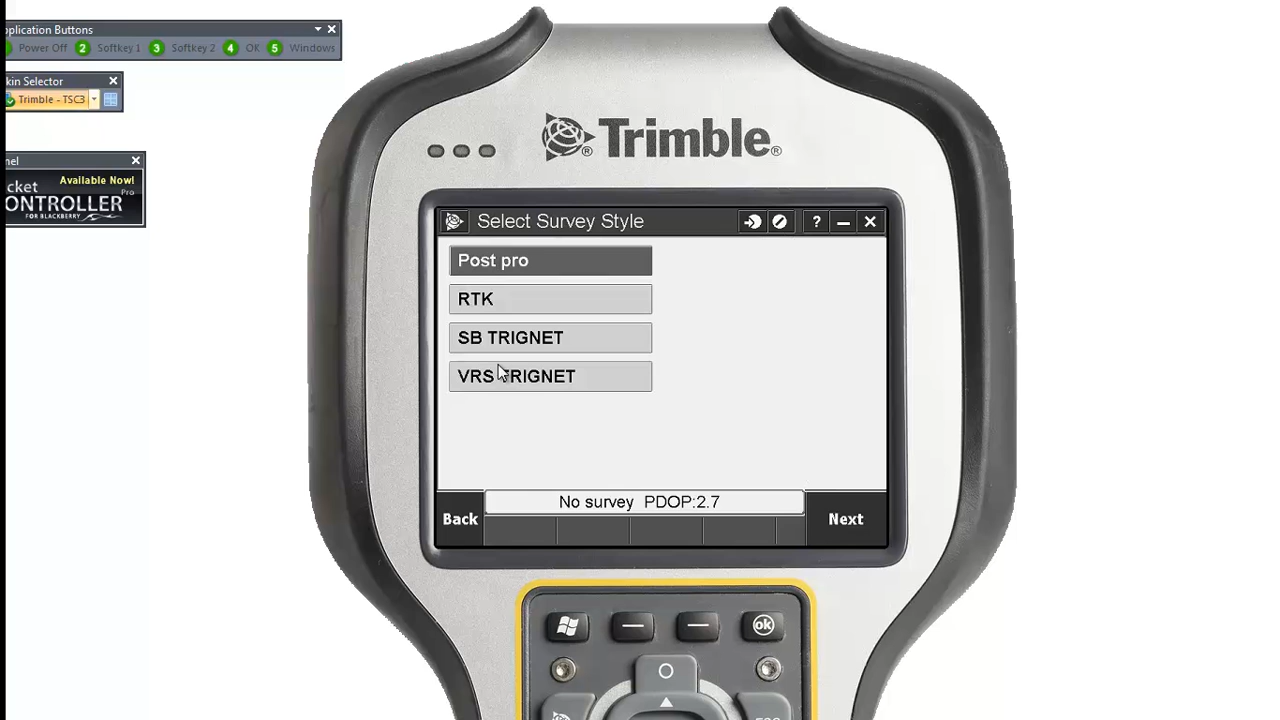 pplication Buttons
Power Off 2 Softkey 1 3 Softkey 2 4 OK 5 Windows
kin Selector
Trimble - TSC3
nel
Available Now!
cket Pro
ONTROLLER
FOR BLACKBERRY
Trimble®
Select Survey Style
?
Post pro
RTK
SB TRIGNET
VRS TRIGNET
No survey PDOP:2.7
Back
Next
ok